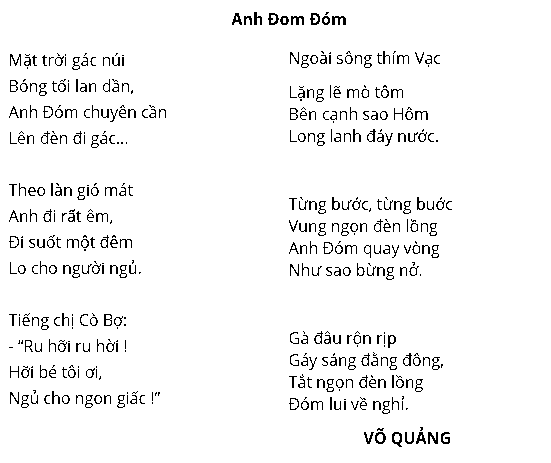 Anh Đom Đóm
Mặt trời gác núi
Bóng tối lan dần,
Anh Đóm chuyên cần
Lên đèn đi gác...
Theo làn gió mát
Anh đi rất êm,
Đi suốt một đêm
Lo cho người ngủ.
Tiếng chị Cò Bợ:
- “Ru hỡi ru hời !
Hỡi bé tôi ơi,
Ngủ cho ngon giấc !”
Ngoài sông thím Vạc
Lặng lẽ mò tôm
Bên cạnh sao Hôm
Long lanh đáy nước.
Từng bước, từng buớc
Vung ngọn đèn lồng
Anh Đóm quay vòng
Như sao bừng nở.
Gà đâu rộn rịp
Gáy sáng đằng đông,
Tắt ngọn đèn lồng
Đóm lui về nghỉ.
VÕ QUẢNG